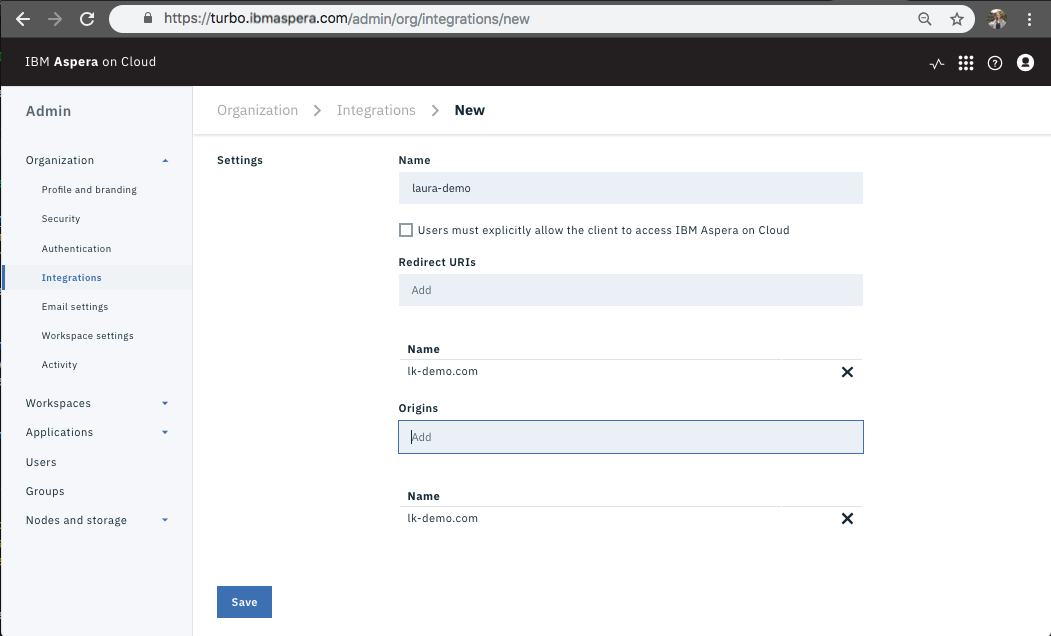 https://turbo.ibmaspera.com/admin/org/integrations/new
IBM Aspera on Cloud
Admin
Organization
Profile and branding
Security
Authentication
Integrations
Email settings
Workspace settings
Activity
Workspaces
Applications
Users
Groups
Nodes and storage
Organization > Integrations > New
Settings
Name
laura-demo
Users must explicitly allow the client to access IBM Aspera on Cloud
Redirect URIs
Add
Name
lk-demo.com
Origins
Add
Name
lk-demo.com
Save